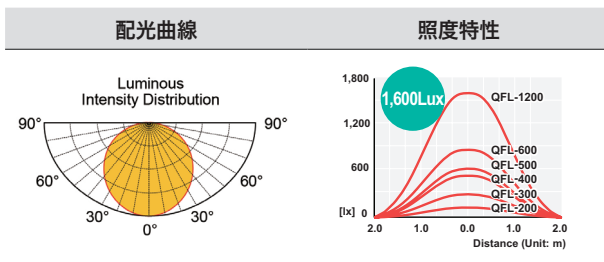 配光曲線
照度特性
Luminous
Intensity Distribution
90°
90°
60°
60°
30°
30°
0°
1,800
1,200
600
[lx] 0
1,600Lux
QFL-1200
QFL-600
QFL-500
QFL-400
QFL-300
QFL-200
2.0 1.0 0.0 1.0 2.0
Distance (Unit: m)